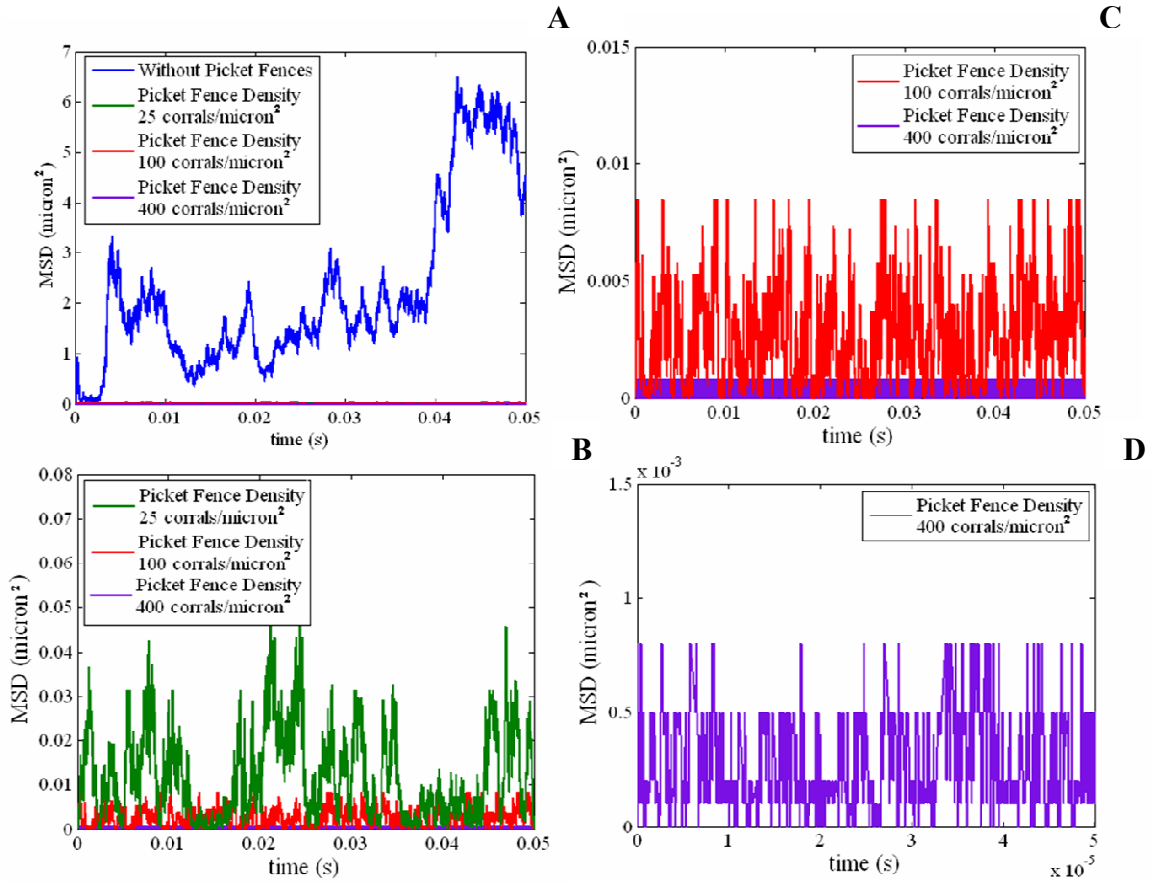 A
7
6
5
4
3
2
1
0
MSD (micron²)
Without Picket Fences
Picket Fence Density
25 corrals/micron²
Picket Fence Density
100 corrals/micron²
Picket Fence Density
400 corrals/micron²
0 0.01 0.02 0.03 0.04 0.05
time (s)
C
0.015
0.01
0.005
0
MSD (micron²)
Picket Fence Density
100 corrals/micron²
Picket Fence Density
400 corrals/micron²
0 0.01 0.02 0.03 0.04 0.05
time (s)
B
0.08
0.07
0.06
0.05
0.04
0.03
0.02
0.01
0
MSD (micron²)
Picket Fence Density
25 corrals/micron²
Picket Fence Density
100 corrals/micron²
Picket Fence Density
400 corrals/micron²
0 0.01 0.02 0.03 0.04 0.05
time (s)
D
x 10⁻³
1.5
1
0.5
0
MSD (micron²)
Picket Fence Density
400 corrals/micron²
0 1 2 3 4 5
time (s)
x 10⁻⁵